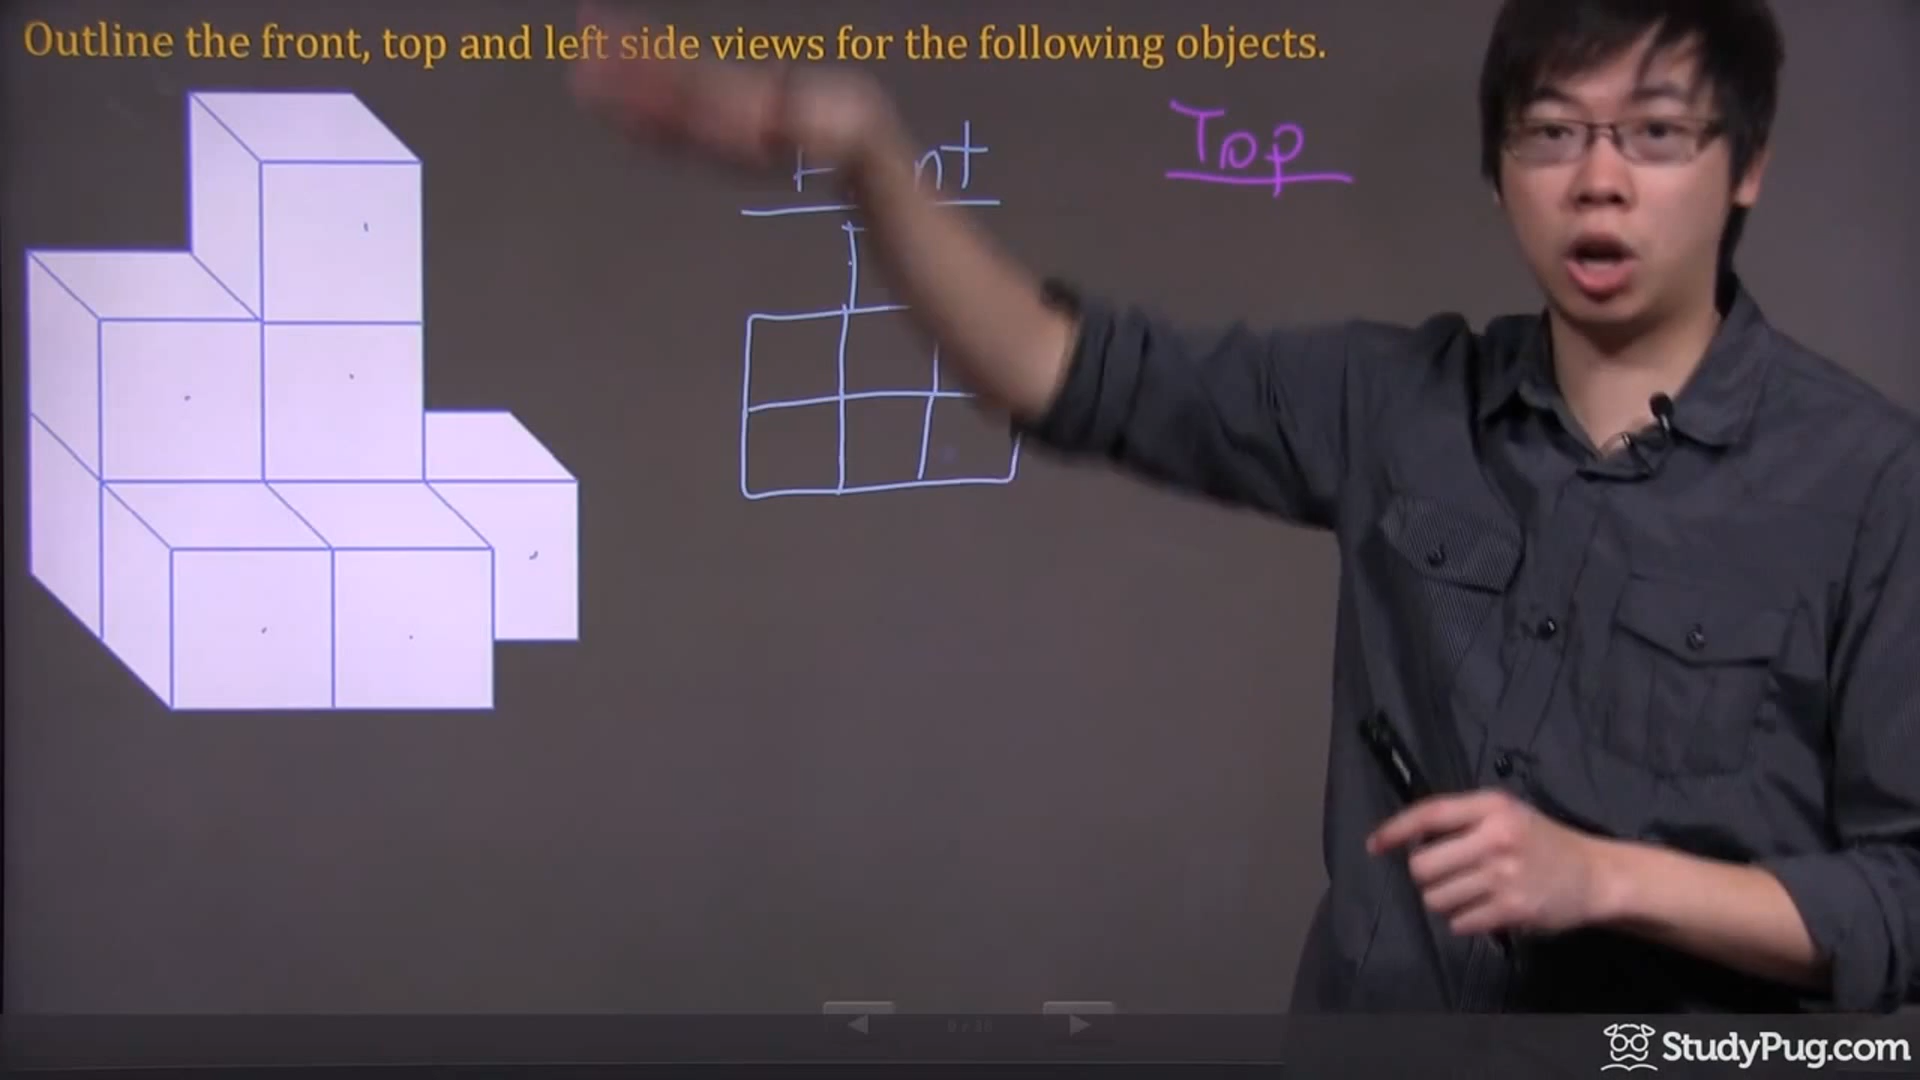 Outline the front, top and left side views for the following objects.
Top
StudyPug.com